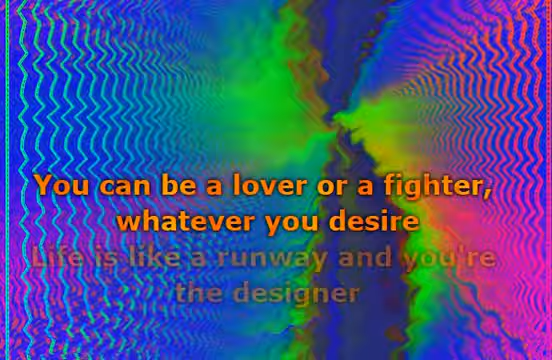 You can be a lover or a fighter,
whatever you desire
Life is like a runway and you're
the designer